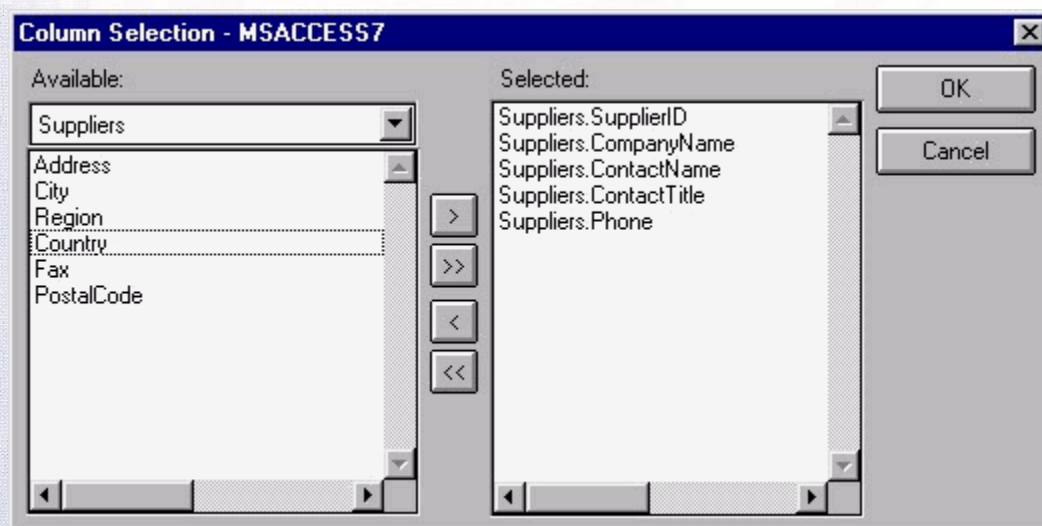 Column Selection - MSACCESS7
Available:
Suppliers
Address
City
Region
Country
Fax
PostalCode
>
>>
<
<<
Selected:
Suppliers.SupplierID
Suppliers.CompanyName
Suppliers.ContactName
Suppliers.ContactTitle
Suppliers.Phone
OK
Cancel